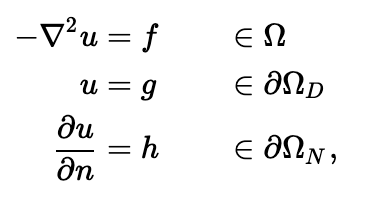 −∇²u = f ∈ Ω
u = g ∈ ∂Ω_D
∂u/∂n = h ∈ ∂Ω_N,